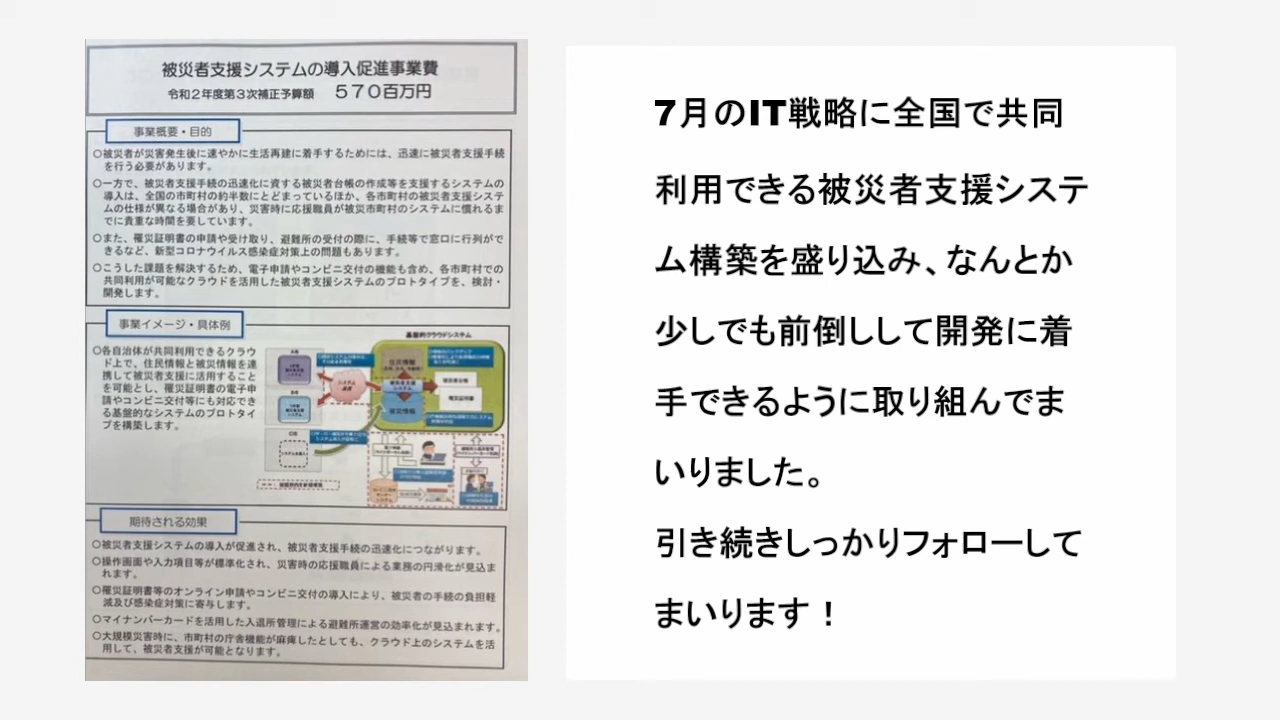 被災者支援システムの導入促進事業費
令和2年度第3次補正予算額 570百万円
事業概要・目的
○被災者が災害発生後に速やかに生活再建に着手するためには、迅速に被災者支援手続
を行う必要があります。
○一方で、被災者支援手続の迅速化に資する被災者台帳の作成等を支援するシステムの
導入は、全国の市町村の約半数にとどまっているほか、各市町村の被災者支援システ
ムの仕様が異なる場合があり、災害時に応援職員が被災市町村のシステムに慣れるま
でに貴重な時間を要しています。
○また、罹災証明書の申請や受け取り、避難所の受付の際に、手続等で窓口に行列がで
きるなど、新型コロナウイルス感染症対策上の問題もあります。
○こうした課題を解決するため、電子申請やコンビニ交付の機能も含め、各市町村での
共同利用が可能なクラウドを活用した被災者支援システムのプロトタイプを、検討・
開発します。
事業イメージ・具体例
○各自治体が共同利用できるクラウ
ド上で、住民情報と被災情報を連
携して被災者支援に活用すること
を可能とし、罹災証明書の電子申
請やコンビニ交付等にも対応でき
る基盤的なシステムのプロトタイ
プを構築します。
基盤的クラウドシステム
住民情報
被災者支援
システム
被災情報
被災者台帳
罹災証明書
期待される効果
○被災者支援システムの導入が促進され、被災者支援手続の迅速化につながります。
○操作画面や入力項目等が標準化され、災害時の応援職員による業務の円滑化が見込ま
れます。
○罹災証明書等のオンライン申請やコンビニ交付の導入により、被災者の手続の負担軽
減及び感染症対策に寄与します。
○マイナンバーカードを活用した入退所管理による避難所運営の効率化が見込まれます。
○大規模災害時に、市町村の庁舎機能が麻痺したとしても、クラウド上のシステムを活
用して、被災者支援が可能となります。
7月のIT戦略に全国で共同
利用できる被災者支援システ
ム構築を盛り込み、なんとか
少しでも前倒しして開発に着
手できるように取り組んでま
いりました。
引き続きしっかりフォローして
まいります！